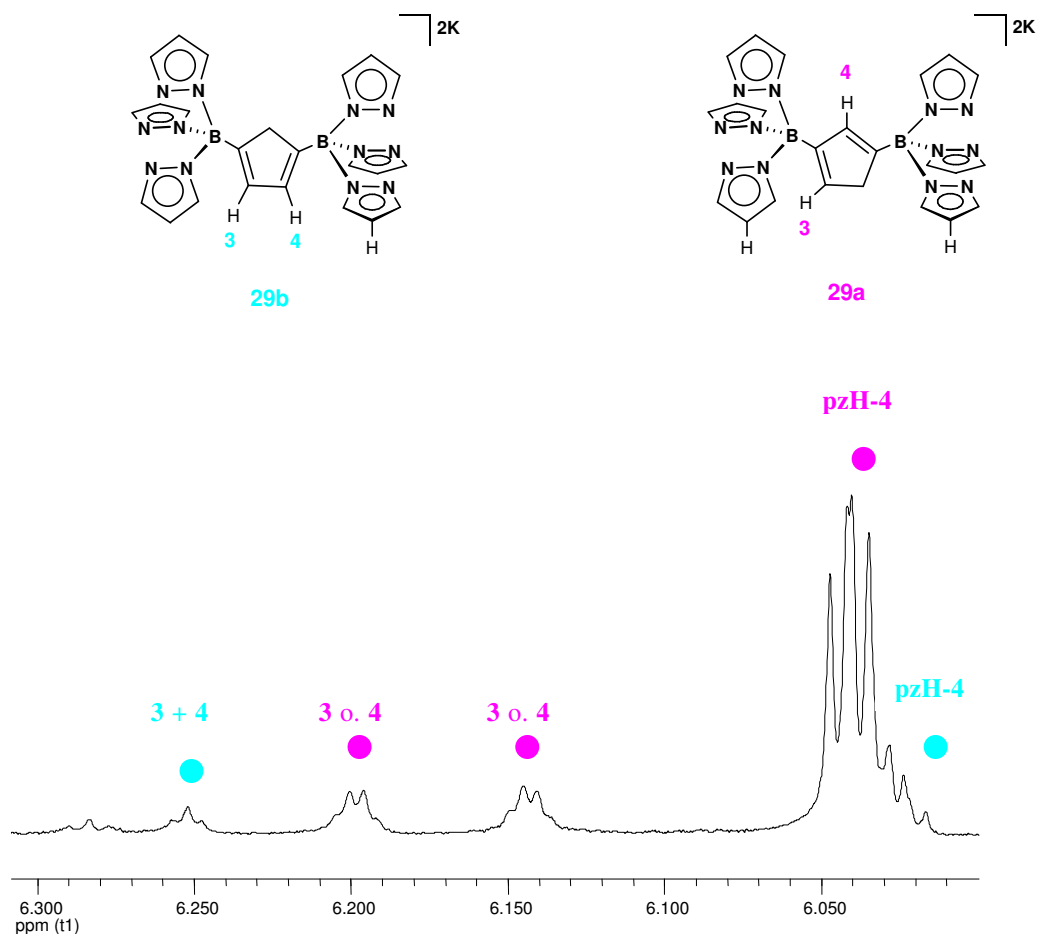 2K
2K
4
H
N N
N N
N N
N N
B
B
B
B
N N
N N
N N
N N
N N
N N
N N
N N
H
H
3
4
H
H
3
H
H
29b
29a
pzH-4
pzH-4
3 + 4
3 o. 4
3 o. 4
6.300
6.250
6.200
6.150
6.100
6.050
ppm (t1)